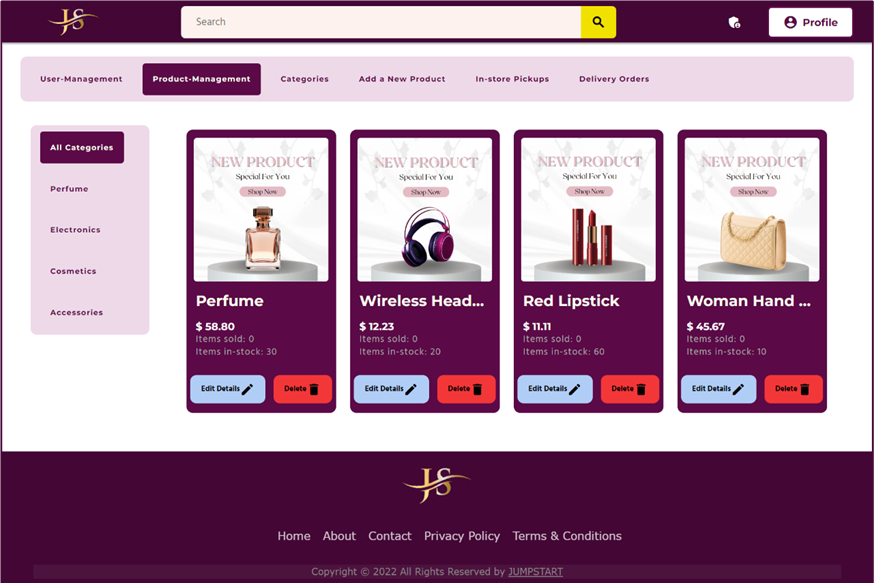 JS
Search
Profile
User-Management
Product-Management
Categories
Add a New Product
In-store Pickups
Delivery Orders
All Categories
Perfume
Electronics
Cosmetics
Accessories
NEW PRODUCT
Special For You
Shop Now
Perfume
$ 58.80
Items sold: 0
Items in-stock: 30
Edit Details
Delete
NEW PRODUCT
Special For You
Shop Now
Wireless Head...
$ 12.23
Items sold: 0
Items in-stock: 20
Edit Details
Delete
NEW PRODUCT
Special For You
Shop Now
Red Lipstick
$ 11.11
Items sold: 0
Items in-stock: 60
Edit Details
Delete
NEW PRODUCT
Special For You
Shop Now
Woman Hand ...
$ 45.67
Items sold: 0
Items in-stock: 10
Edit Details
Delete
JS
Home About Contact Privacy Policy Terms & Conditions
Copyright © 2022 All Rights Reserved by JUMPSTART